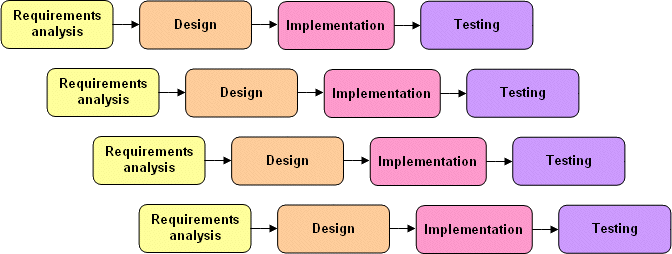 Requirements
analysis
Design
Implementation
Testing
Requirements
analysis
Design
Implementation
Testing
Requirements
analysis
Design
Implementation
Testing
Requirements
analysis
Design
Implementation
Testing